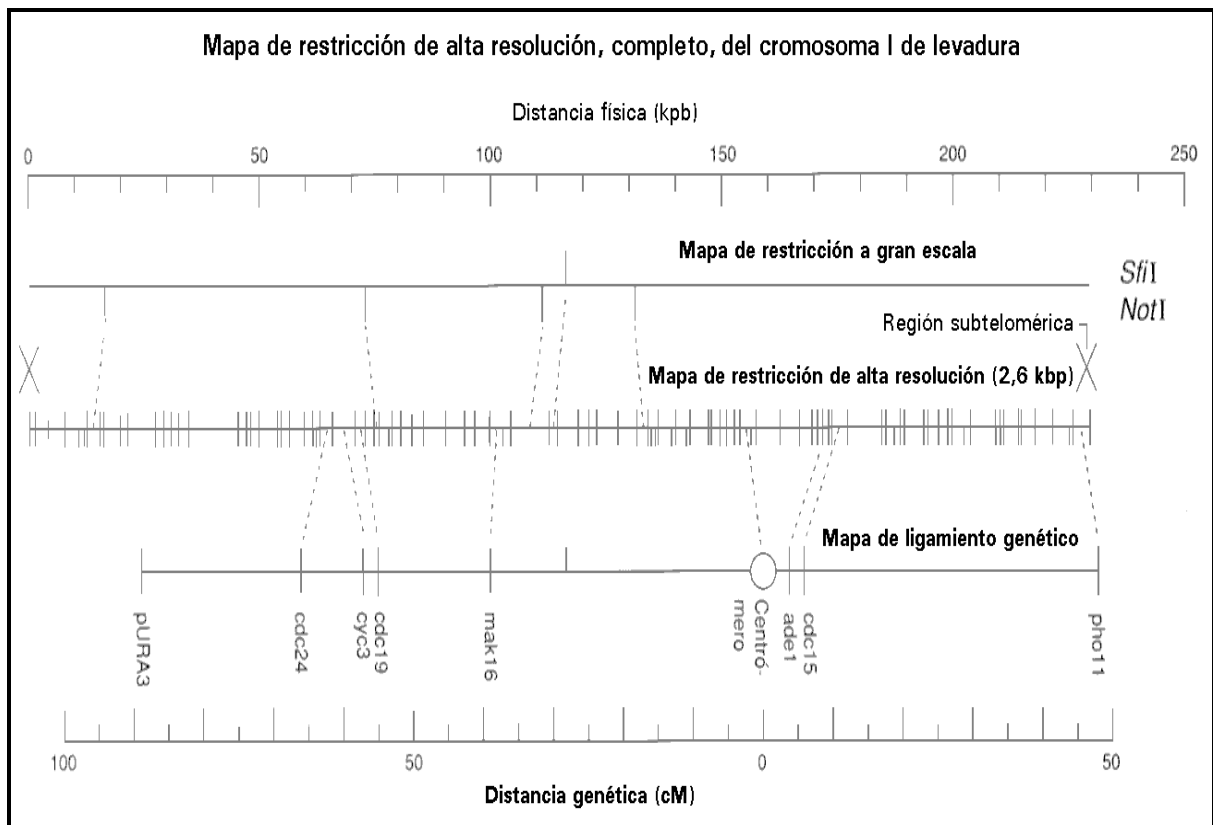 Mapa de restricción de alta resolución, completo, del cromosoma I de levadura
Distancia física (kpb)
0 50 100 150 200 250
Mapa de restricción a gran escala
SfiI
NotI
Región subtelomérica
Mapa de restricción de alta resolución (2,6 kbp)
Mapa de ligamiento genético
pURA3
cdc24
cyc3
cdc19
mak16
Centró-
mero
ade1
cdc15
pho11
100 50 0 50
Distancia genética (cM)